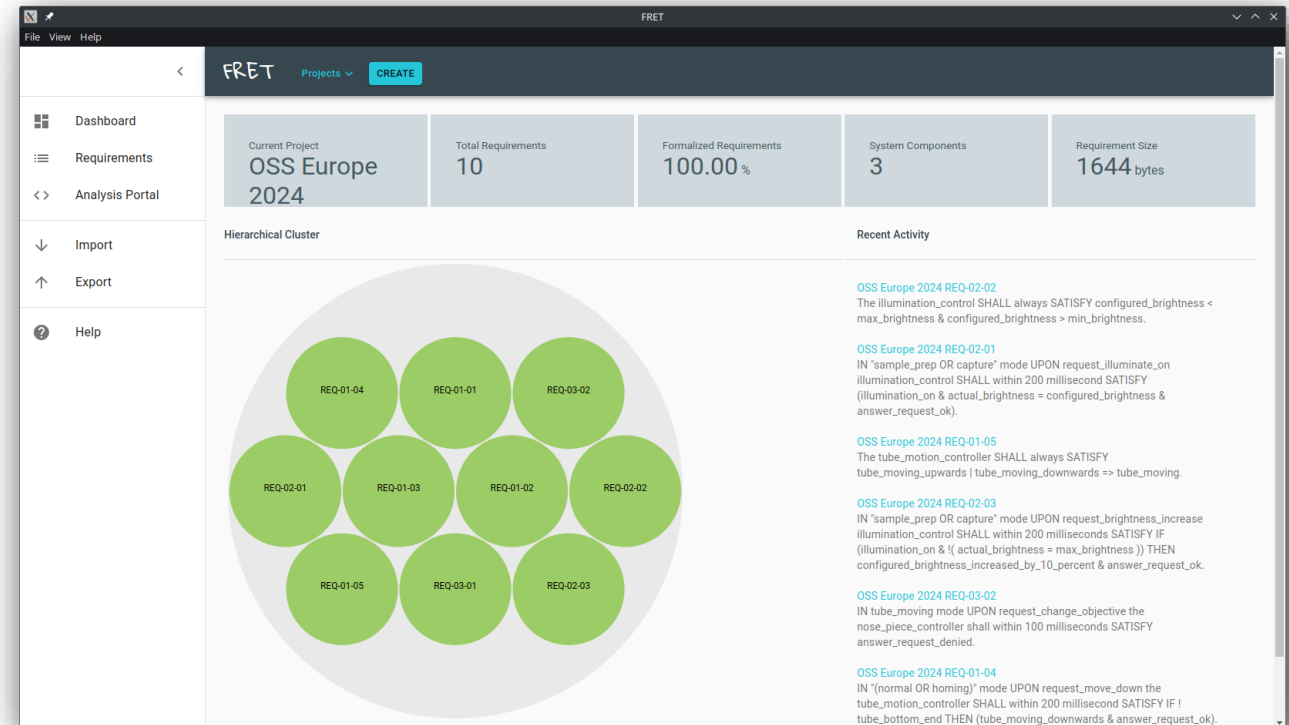 FRET
File View Help
FRET Projects CREATE
Dashboard
Requirements
Analysis Portal
Import
Export
Help
Current Project
OSS Europe
2024
Total Requirements
10
Formalized Requirements
100.00 %
System Components
3
Requirement Size
1644 bytes
Hierarchical Cluster
REQ-01-04
REQ-01-01
REQ-03-02
REQ-02-01
REQ-01-03
REQ-01-02
REQ-02-02
REQ-01-05
REQ-03-01
REQ-02-03
Recent Activity
OSS Europe 2024 REQ-02-02
The illumination_control SHALL always SATISFY configured_brightness <
max_brightness & configured_brightness > min_brightness.
OSS Europe 2024 REQ-02-01
IN "sample_prep OR capture" mode UPON request_illuminate_on
illumination_control SHALL within 200 millisecond SATISFY
(illumination_on & actual_brightness = configured_brightness &
answer_request_ok).
OSS Europe 2024 REQ-01-05
The tube_motion_controller SHALL always SATISFY
tube_moving_upwards | tube_moving_downwards => tube_moving.
OSS Europe 2024 REQ-02-03
IN "sample_prep OR capture" mode UPON request_brightness_increase
illumination_control SHALL within 200 milliseconds SATISFY IF
(illumination_on & !( actual_brightness = max_brightness )) THEN
configured_brightness_increased_by_10_percent & answer_request_ok.
OSS Europe 2024 REQ-03-02
IN tube_moving mode UPON request_change_objective the
nose_piece_controller shall within 100 milliseconds SATISFY
answer_request_denied.
OSS Europe 2024 REQ-01-04
IN "(normal OR homing)" mode UPON request_move_down the
tube_motion_controller SHALL within 200 millisecond SATISFY IF !
tube_bottom_end THEN (tube_moving_downwards & answer_request_ok).